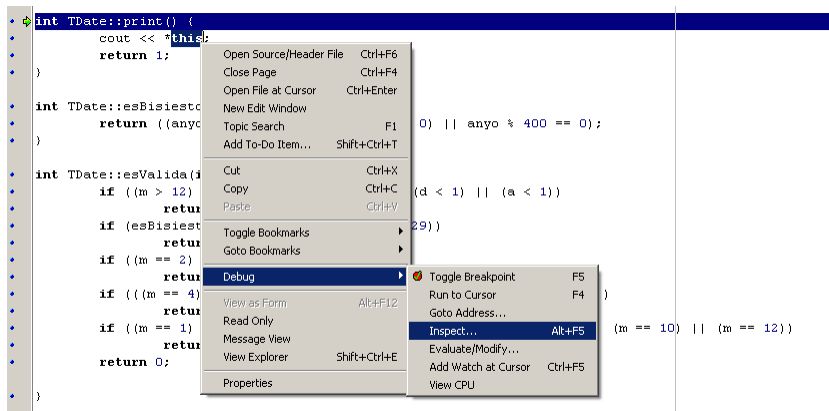 int TDate::print() {
cout << *this;
return 1;
}
int TDate::esBisiesto
return ((anyo 0) || anyo % 400 == 0);
}
int TDate::esValida(i
if ((m > 12) (d < 1) || (a < 1))
retur
if (esBisiest 29))
retur
if ((m == 2)
retur
if (((m == 4) )
retur
if ((m == 1) (m == 10) || (m == 12))
retur
return 0;
}
Open Source/Header File Ctrl+F6
Close Page Ctrl+F4
Open File at Cursor Ctrl+Enter
New Edit Window
Topic Search F1
Add To-Do Item... Shift+Ctrl+T
Cut Ctrl+X
Copy Ctrl+C
Paste Ctrl+V
Toggle Bookmarks
Goto Bookmarks
Debug
View as Form Alt+F12
Read Only
Message View
View Explorer Shift+Ctrl+E
Properties
Toggle Breakpoint F5
Run to Cursor F4
Goto Address...
Inspect... Alt+F5
Evaluate/Modify...
Add Watch at Cursor Ctrl+F5
View CPU